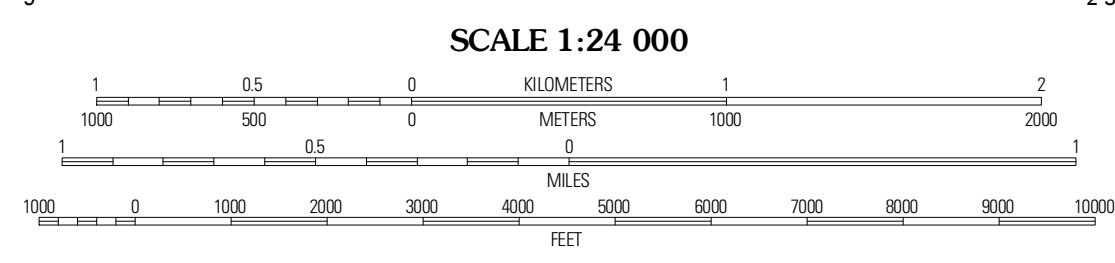 SCALE 1:24 000
1 0.5 0 KILOMETERS 1 2
1000 500 0 METERS 1000 2000
1 0.5 0 1
MILES
1000 0 1000 2000 3000 4000 5000 6000 7000 8000 9000 10000
FEET